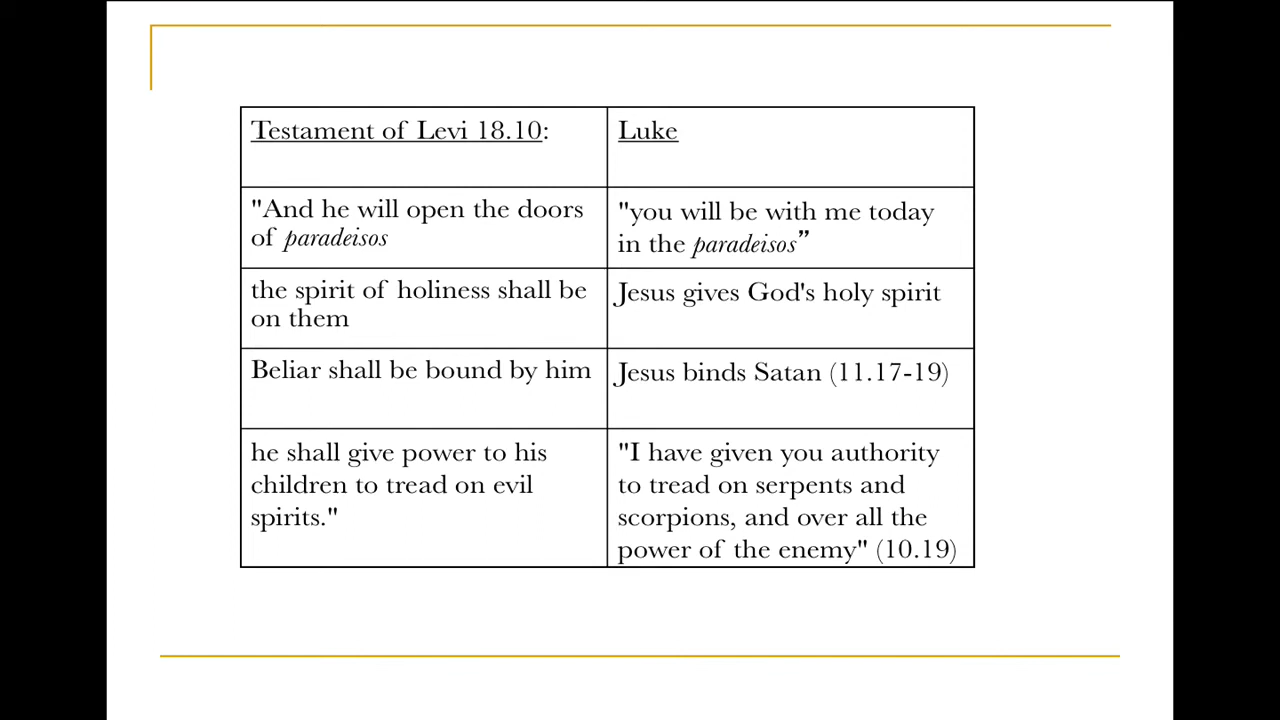 Testament of Levi 18.10:
Luke
"And he will open the doors
of paradeisos
"you will be with me today
in the paradeisos”
the spirit of holiness shall be
on them
Jesus gives God's holy spirit
Beliar shall be bound by him
Jesus binds Satan (11.17-19)
he shall give power to his
children to tread on evil
spirits."
"I have given you authority
to tread on serpents and
scorpions, and over all the
power of the enemy" (10.19)